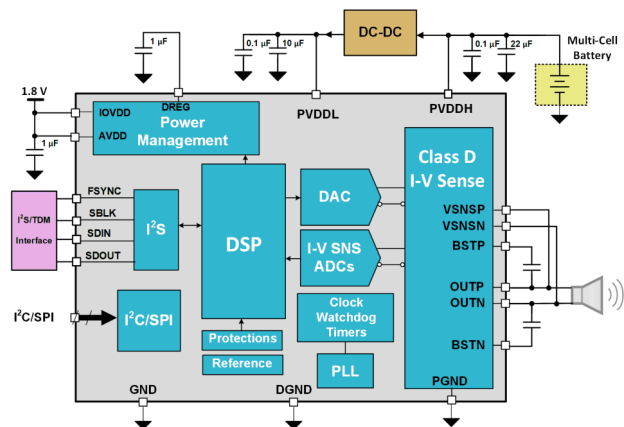 1 µF
0.1 µF
10 µF
DC-DC
0.1 µF
22 µF
Multi-Cell
Battery
1.8 V
1 µF
IOVDD
AVDD
DREG
Power
Management
PVDDL
PVDDH
I²S/TDM
Interface
FSYNC
SBLK
SDIN
SDOUT
I²S
DSP
DAC
I-V SNS
ADCs
Class D
I-V Sense
VSNSP
VSNSN
BSTP
OUTP
OUTN
BSTN
PGND
I²C/SPI
I²C/SPI
Protections
Reference
Clock
Watchdog
Timers
PLL
GND
DGND